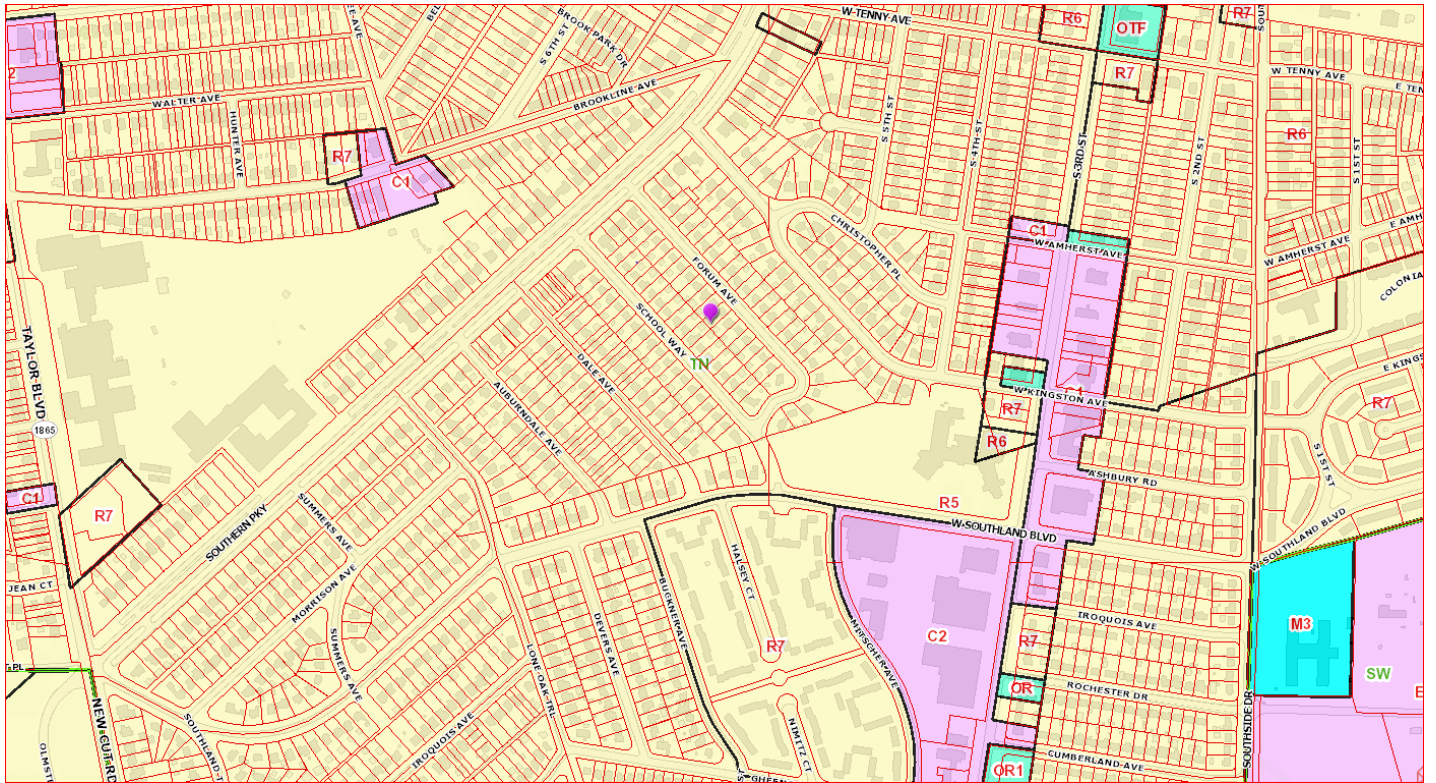 W TENNY AVE
R6
OTF
R7
2
BROOK PARK DR
S 6TH ST
R7
W TENNY AVE
WALTER AVE
BROOKLINE AVE
S 5TH ST
S 4TH ST
S 3RD ST
S 2ND ST
R6
S 1ST ST
HUNTER AVE
R7
C1
CHRISTOPHER PL
C1
W AMHERST AVE
W AMHERST AVE
FORUM AVE
SCHOOL WAY
TN
TAYLOR BLVD
DALE AVE
AUBURNDALE AVE
C1
W KINGSTON AVE
R7
R7
1865
R6
S 1ST ST
ASHBURY RD
C1
R7
SUMMERS AVE
R5
W SOUTHLAND BLVD
W SOUTHLAND BLVD
SOUTHERN PKY
HALSEY CT
JEAN CT
MORRISON AVE
BUCKNER AVE
DEVERS AVE
IROQUOIS AVE
M3
C2
MITSCHER AVE
R7
R7
SUMMERS AVE
LONE OAK TRL
SW
OR
ROCHESTER DR
SOUTHSIDE DR
NEW CUT RD
IROQUOIS AVE
NIMITZ CT
OR1
CUMBERLAND AVE